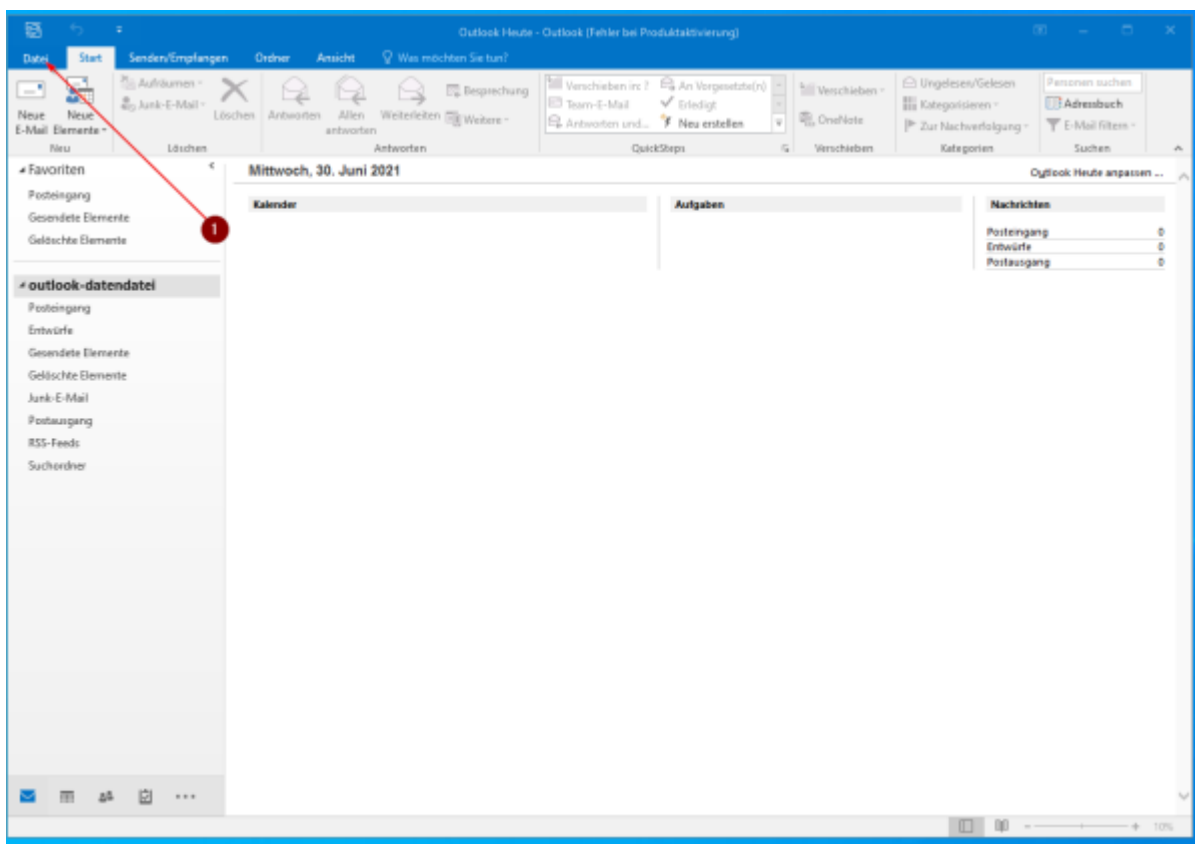 Outlook Heute - Outlook (Fehler bei Produktaktivierung)
Datei Start Senden/Empfangen Ordner Ansicht Was möchten Sie tun?
Neue E-Mail
Neue Elemente
Neu
Aufräumen
Junk-E-Mail
Löschen
Löschen
Antworten
Allen antworten
Weiterleiten
Besprechung
Weitere
Antworten
Verschieben in: ?
Team-E-Mail
Antworten und...
An Vorgesetzte(n)
Erledigt
Neu erstellen
QuickSteps
Verschieben
OneNote
Verschieben
Ungelesen/Gelesen
Kategorisieren
Zur Nachverfolgung
Kategorien
Personen suchen
Adressbuch
E-Mail filtern
Suchen
Favoriten
Posteingang
Gesendete Elemente
Gelöschte Elemente
1
outlook-datendatei
Posteingang
Entwürfe
Gesendete Elemente
Gelöschte Elemente
Junk-E-Mail
Postausgang
RSS-Feeds
Suchordner
Mittwoch, 30. Juni 2021
Outlook Heute anpassen ...
Kalender
Aufgaben
Nachrichten
Posteingang 0
Entwürfe 0
Postausgang 0
10%